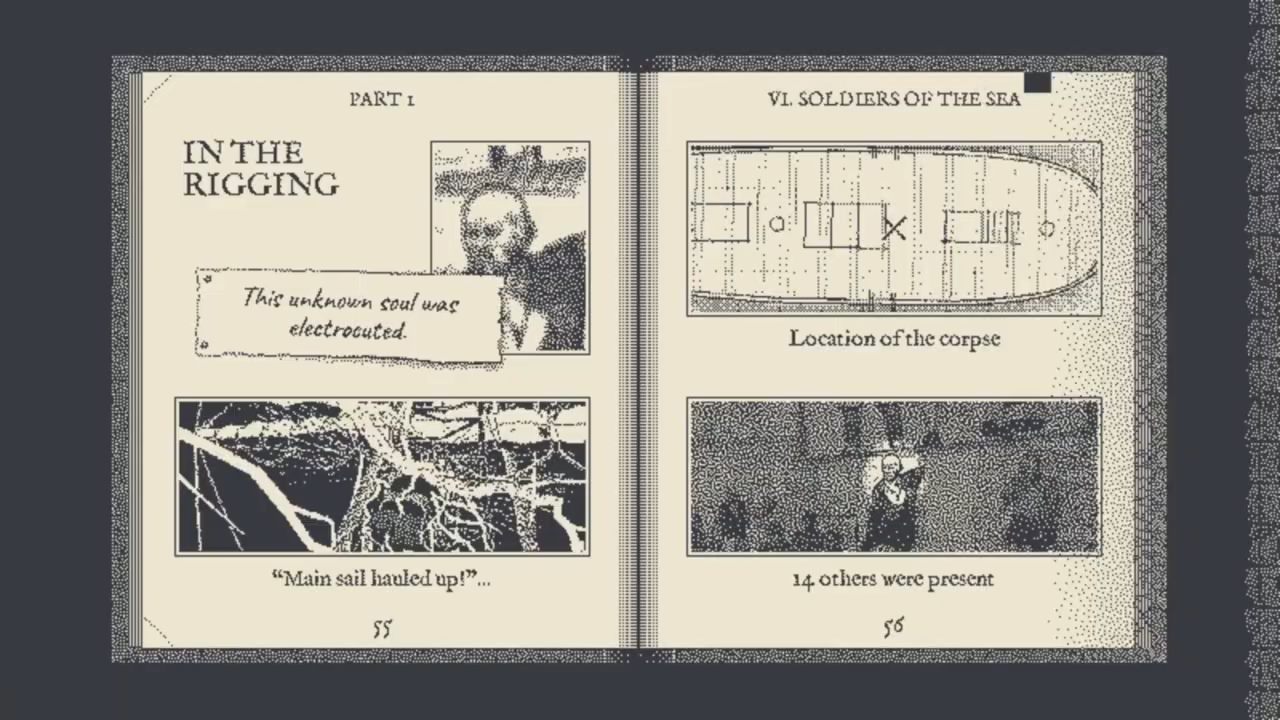 PART 1
IN THE
RIGGING
This unknown soul was
electrocuted.
“Main sail hauled up!”...
55
VI. SOLDIERS OF THE SEA
Location of the corpse
14 others were present
56